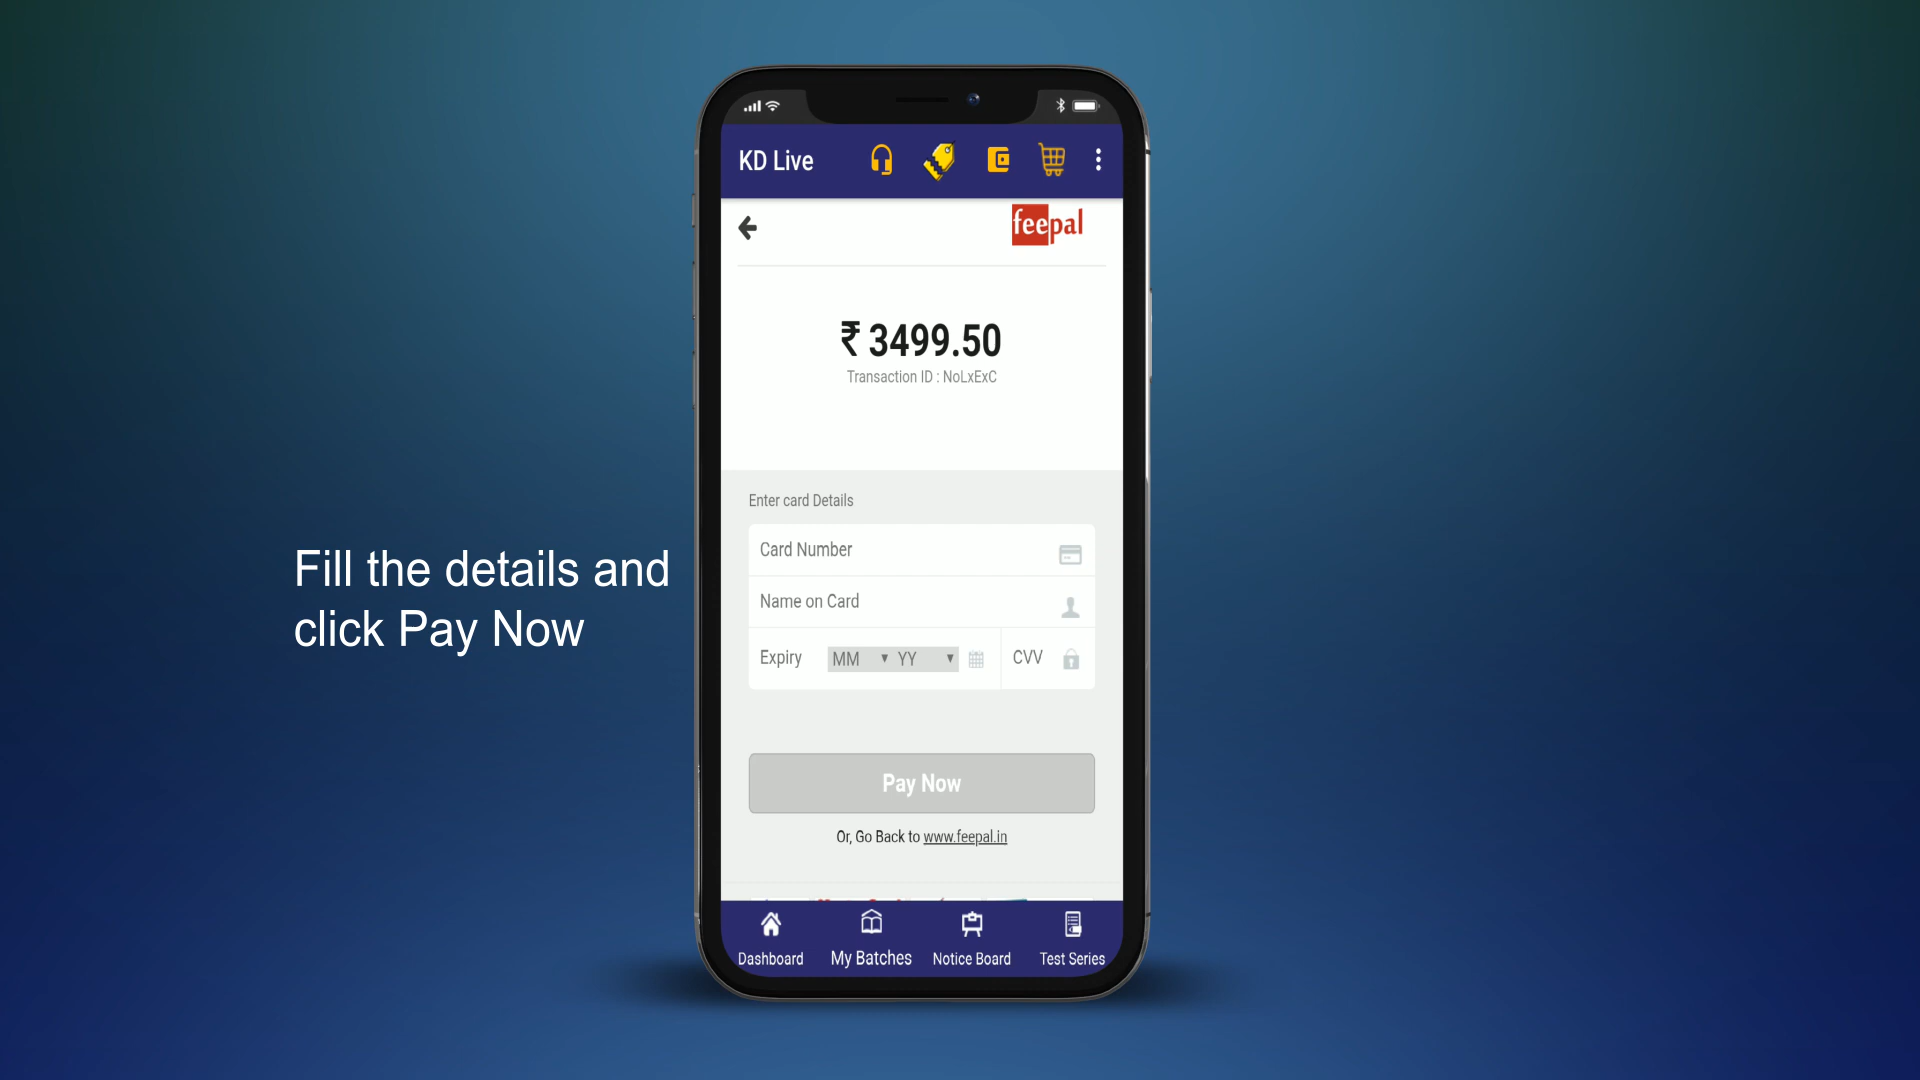 KD Live
feepal
₹ 3499.50
Transaction ID : NoLxExC
Enter card Details
Card Number
Name on Card
Expiry MM YY CVV
Fill the details and
click Pay Now
Pay Now
Or, Go Back to www.feepal.in
Dashboard My Batches Notice Board Test Series